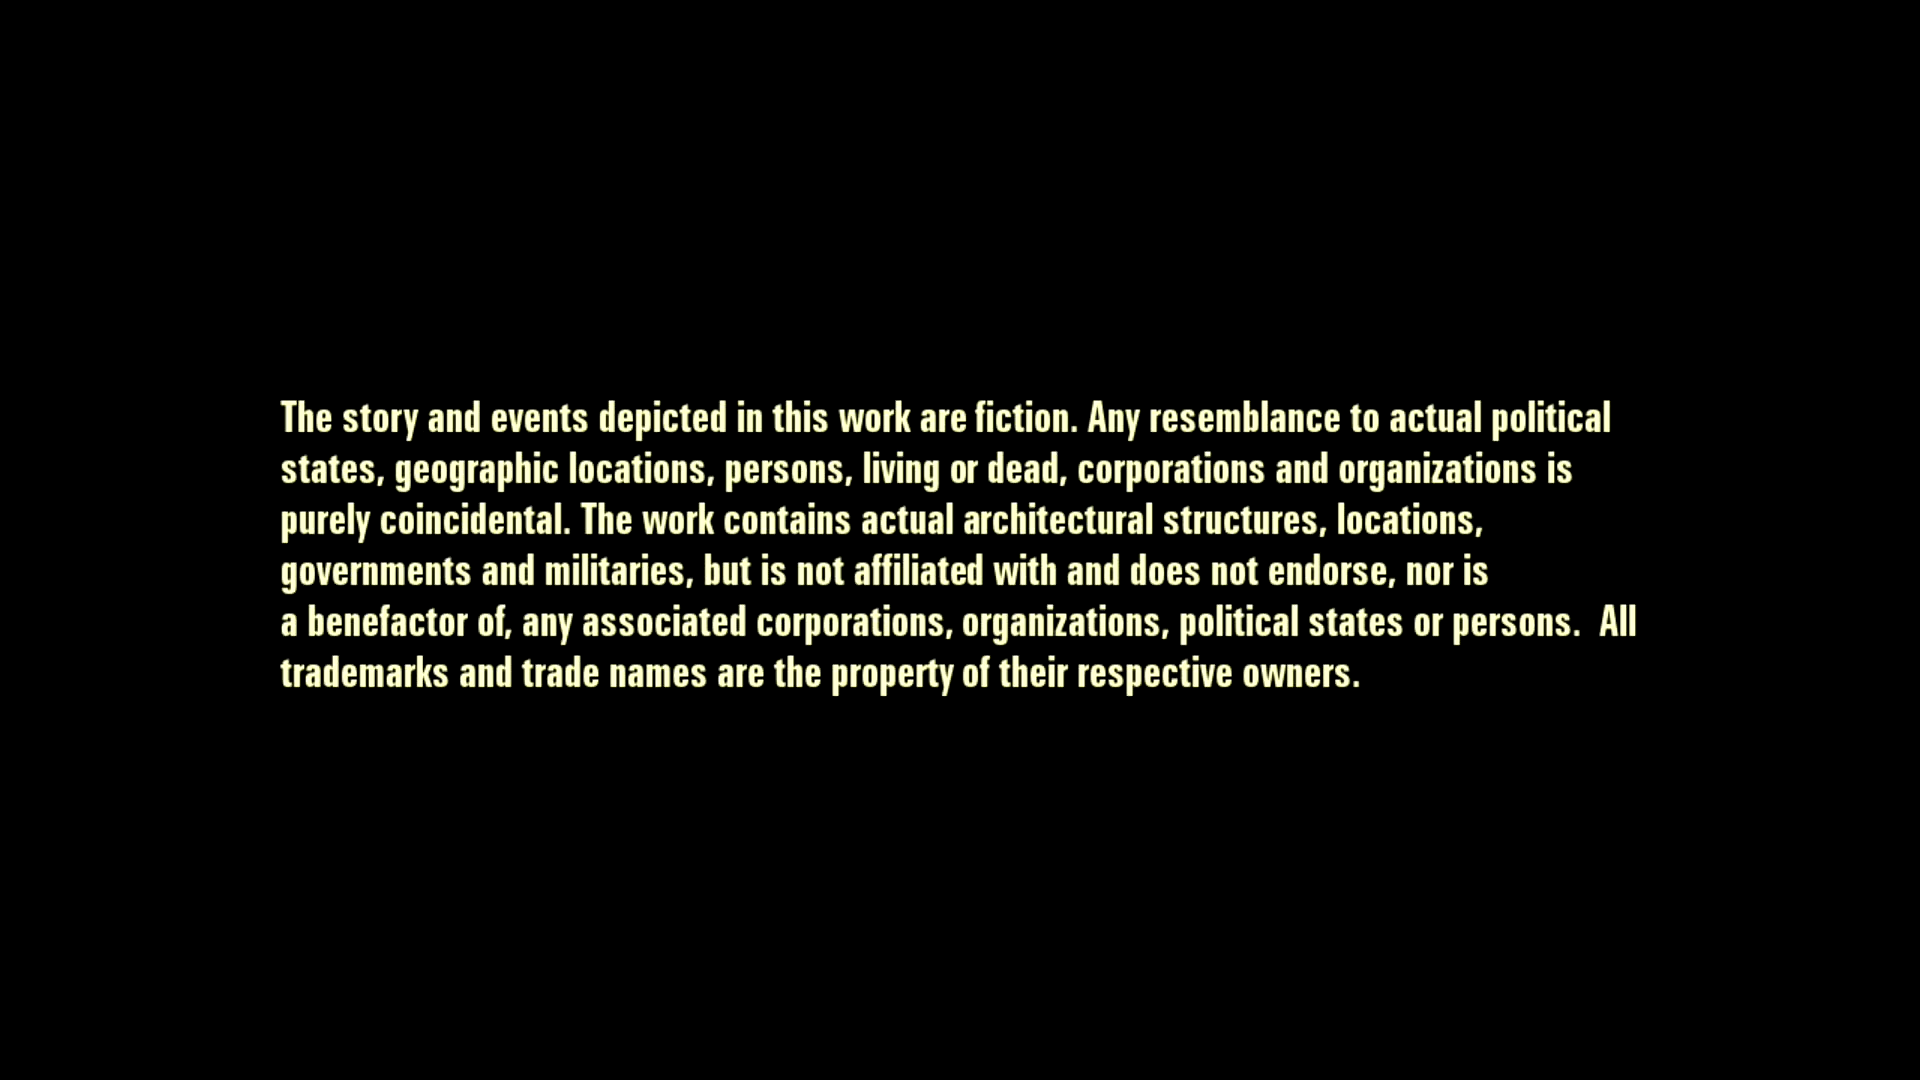 The story and events depicted in this work are fiction. Any resemblance to actual political
states, geographic locations, persons, living or dead, corporations and organizations is
purely coincidental. The work contains actual architectural structures, locations,
governments and militaries, but is not affiliated with and does not endorse, nor is
a benefactor of, any associated corporations, organizations, political states or persons.  All
trademarks and trade names are the property of their respective owners.